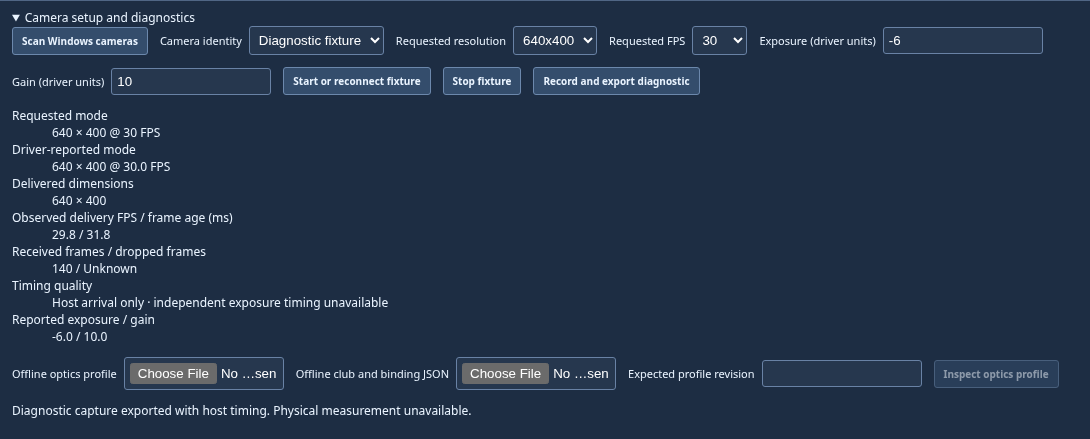 ▼ Camera setup and diagnostics
Scan Windows cameras Camera identity Diagnostic fixture Requested resolution 640x400 Requested FPS 30 Exposure (driver units) -6
Gain (driver units) 10 Start or reconnect fixture Stop fixture Record and export diagnostic
Requested mode
640 × 400 @ 30 FPS
Driver-reported mode
640 × 400 @ 30.0 FPS
Delivered dimensions
640 × 400
Observed delivery FPS / frame age (ms)
29.8 / 31.8
Received frames / dropped frames
140 / Unknown
Timing quality
Host arrival only · independent exposure timing unavailable
Reported exposure / gain
-6.0 / 10.0
Offline optics profile Choose File No …sen Offline club and binding JSON Choose File No …sen Expected profile revision Inspect optics profile
Diagnostic capture exported with host timing. Physical measurement unavailable.